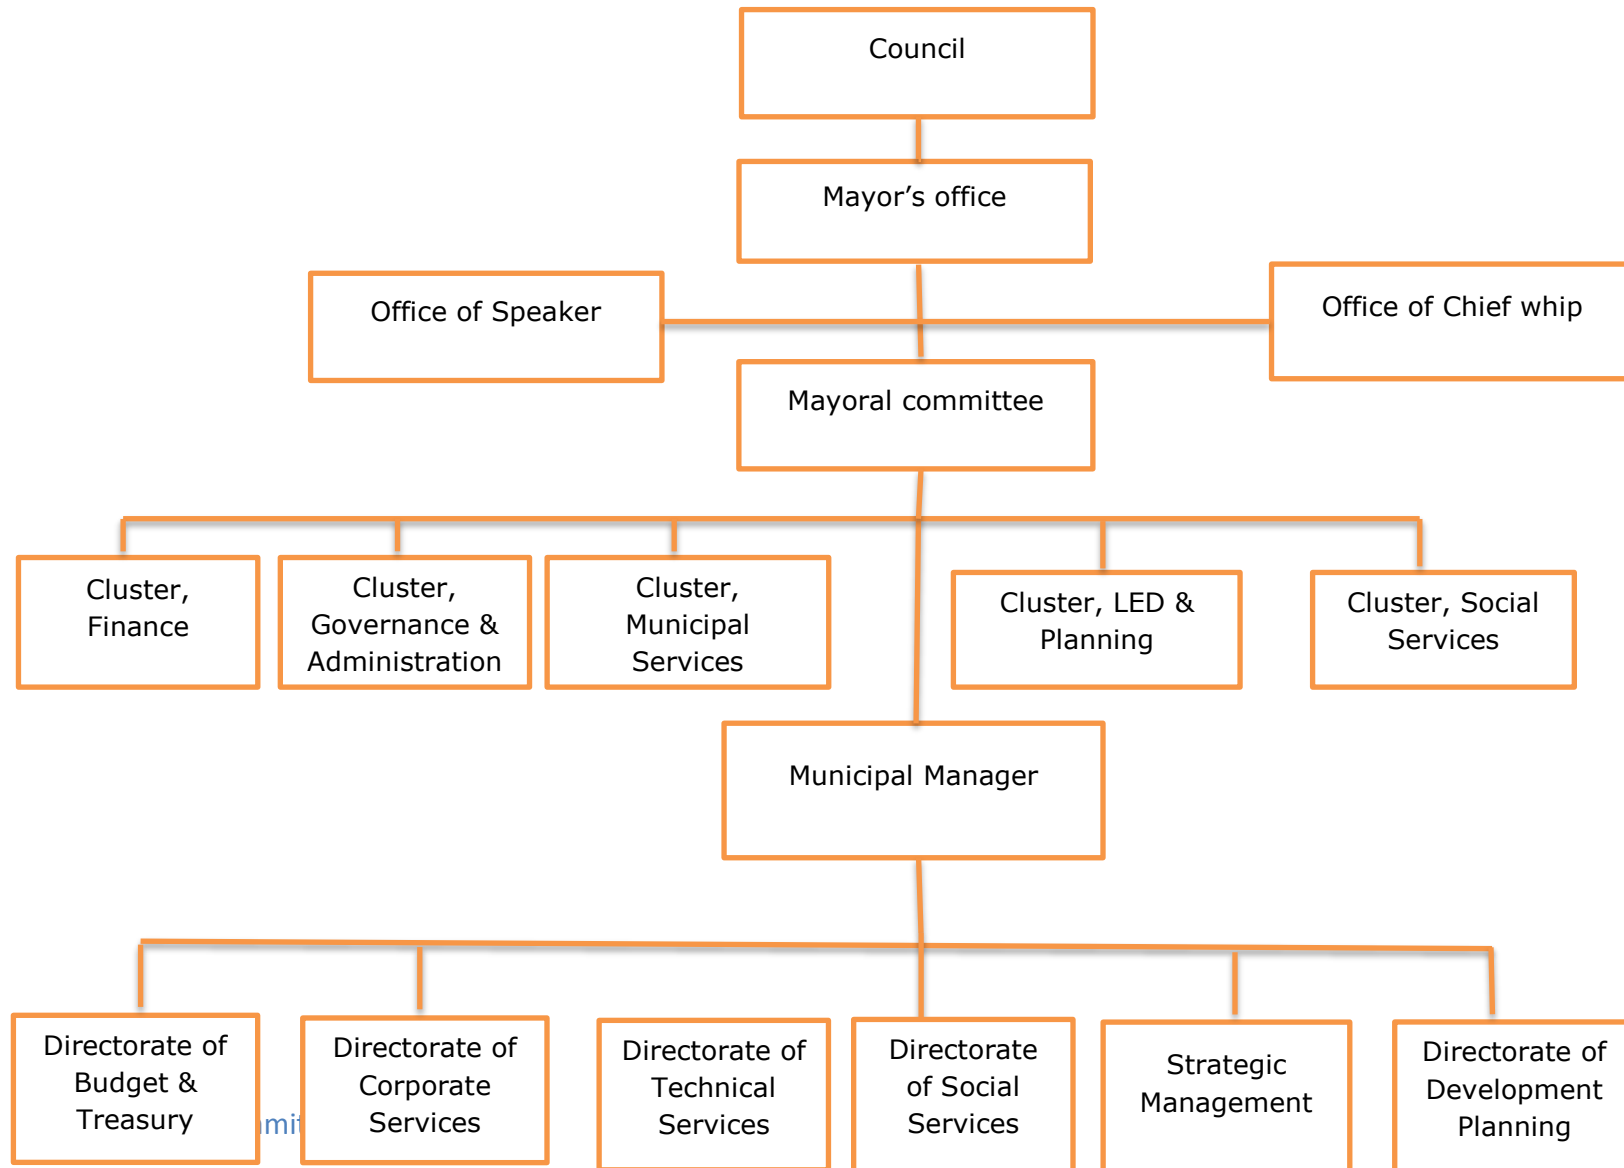 Council
Mayor’s office
Office of Speaker
Office of Chief whip
Mayoral committee
Cluster,
Finance
Cluster,
Governance &
Administration
Cluster,
Municipal
Services
Cluster, LED &
Planning
Cluster, Social
Services
Municipal Manager
Directorate of
Budget &
Treasury
Directorate of
Corporate
Services
Directorate of
Technical
Services
Directorate
of Social
Services
Strategic
Management
Directorate of
Development
Planning